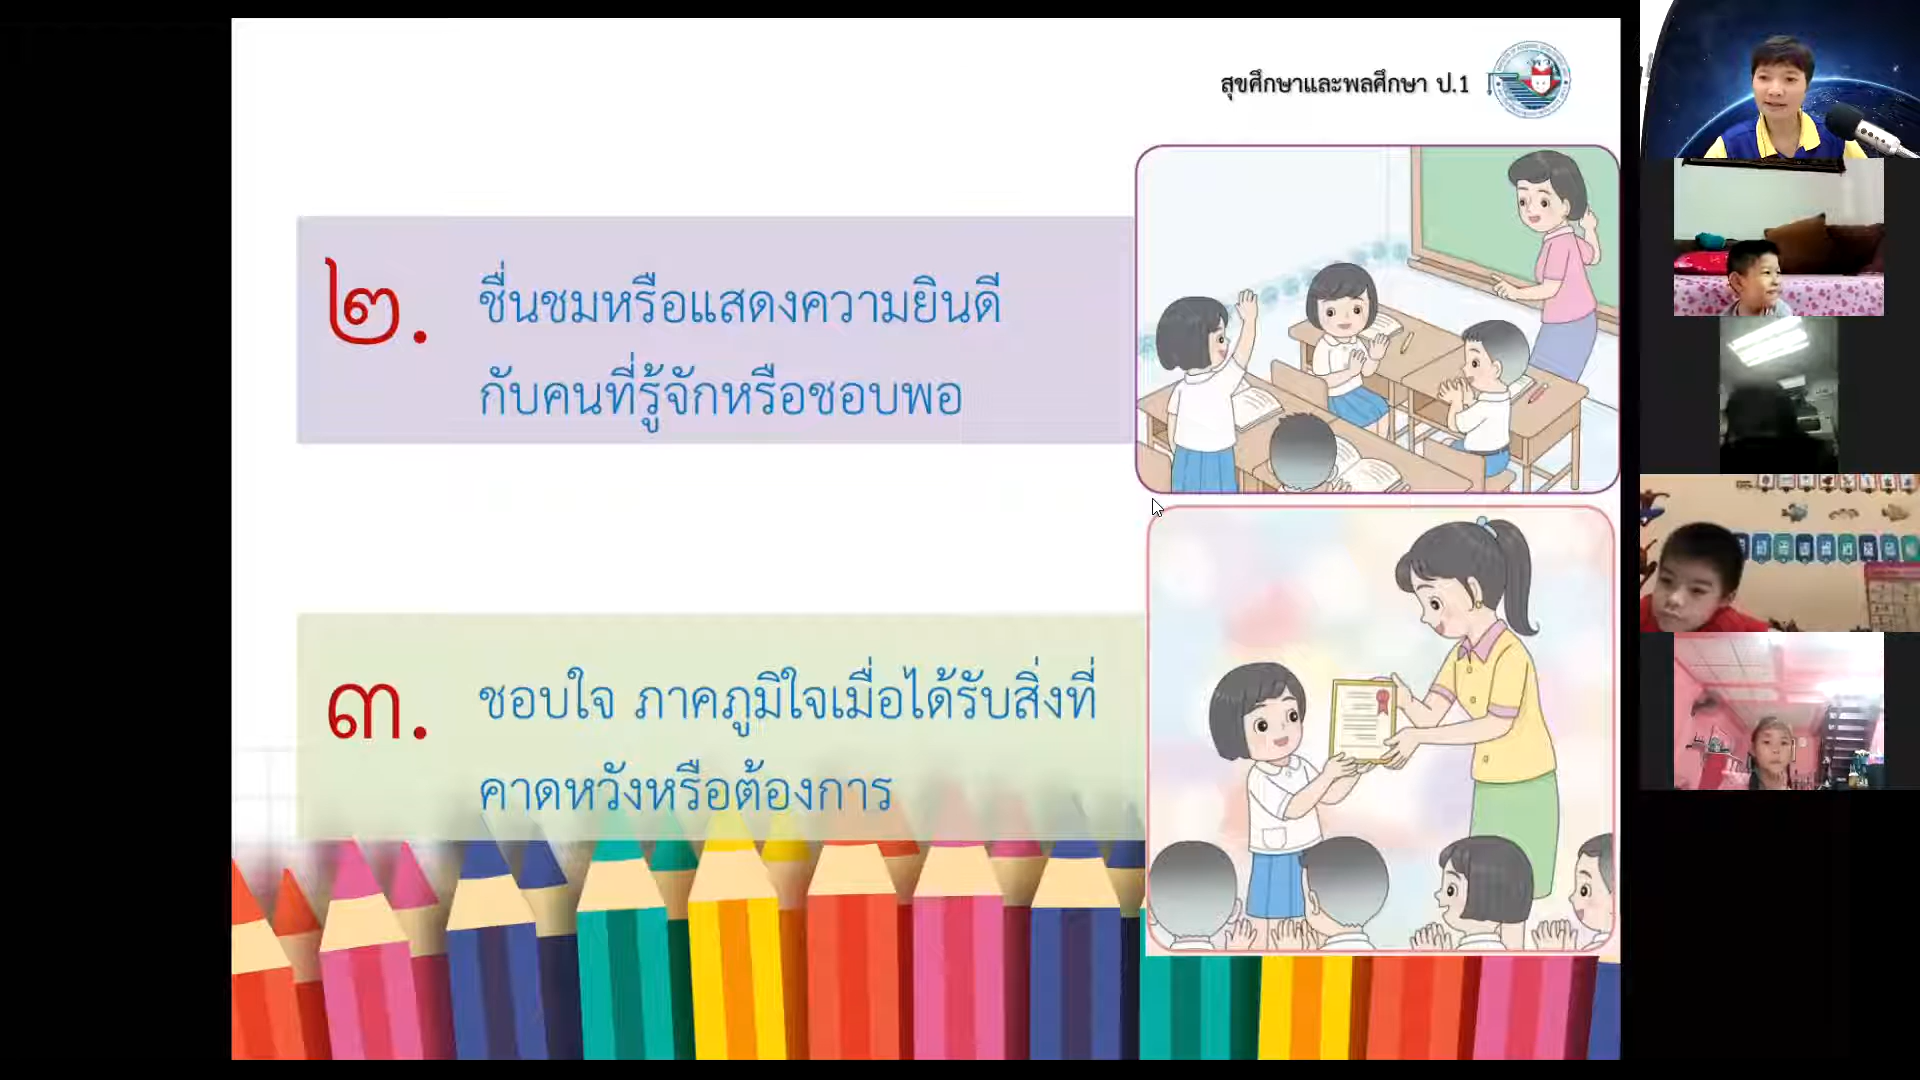 สุขศึกษาและพลศึกษา ป.1
๒. ชื่นชมหรือแสดงความยินดี
กับคนที่รู้จักหรือชอบพอ
๓. ชอบใจ ภาคภูมิใจเมื่อได้รับสิ่งที่
คาดหวังหรือต้องการ